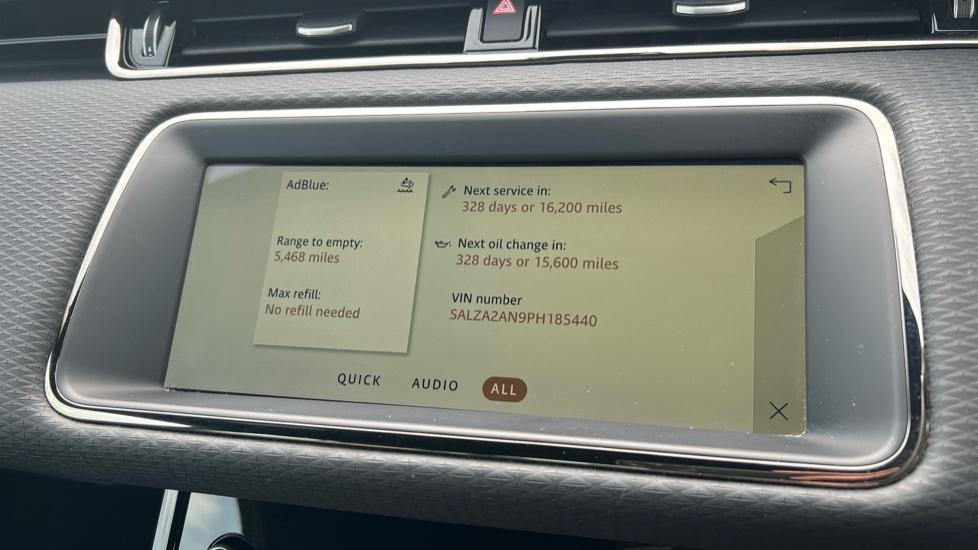 AdBlue:
Range to empty:
5,468 miles
Max refill:
No refill needed
Next service in:
328 days or 16,200 miles
Next oil change in:
328 days or 15,600 miles
VIN number
SALZA2AN9PH185440
QUICK
AUDIO
ALL